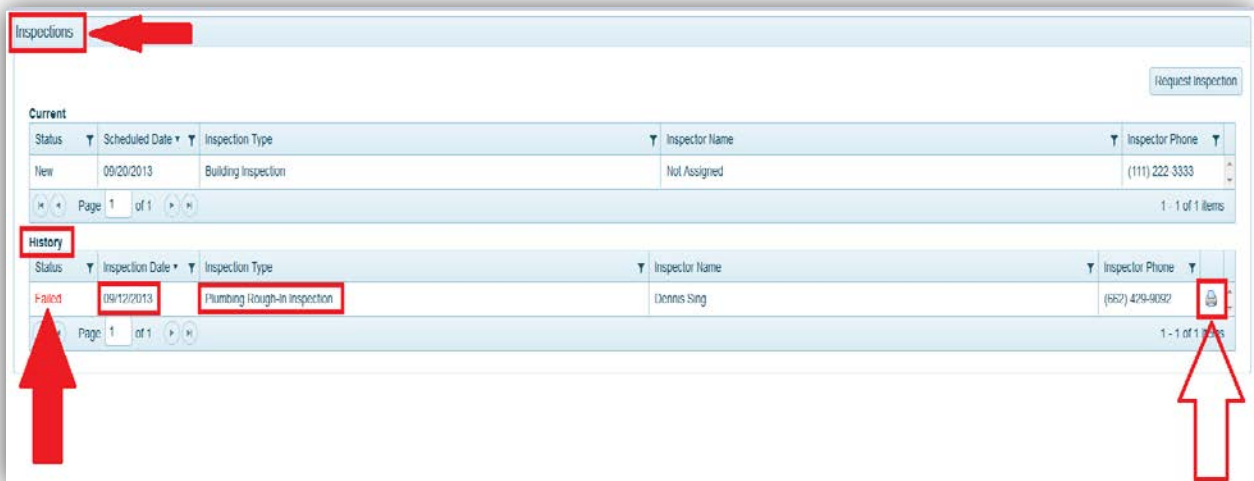 Inspections
Request Inspection
Current
Status Scheduled Date Inspection Type Inspector Name Inspector Phone
New 09/20/2013 Building Inspection Not Assigned (111) 222-3333
Page 1 of 1 1 - 1 of 1 items
History
Status Inspection Date Inspection Type Inspector Name Inspector Phone
Failed 09/12/2013 Plumbing Rough-In Inspection Dennis Sing (662) 429-9092
Page 1 of 1 1 - 1 of 1 items